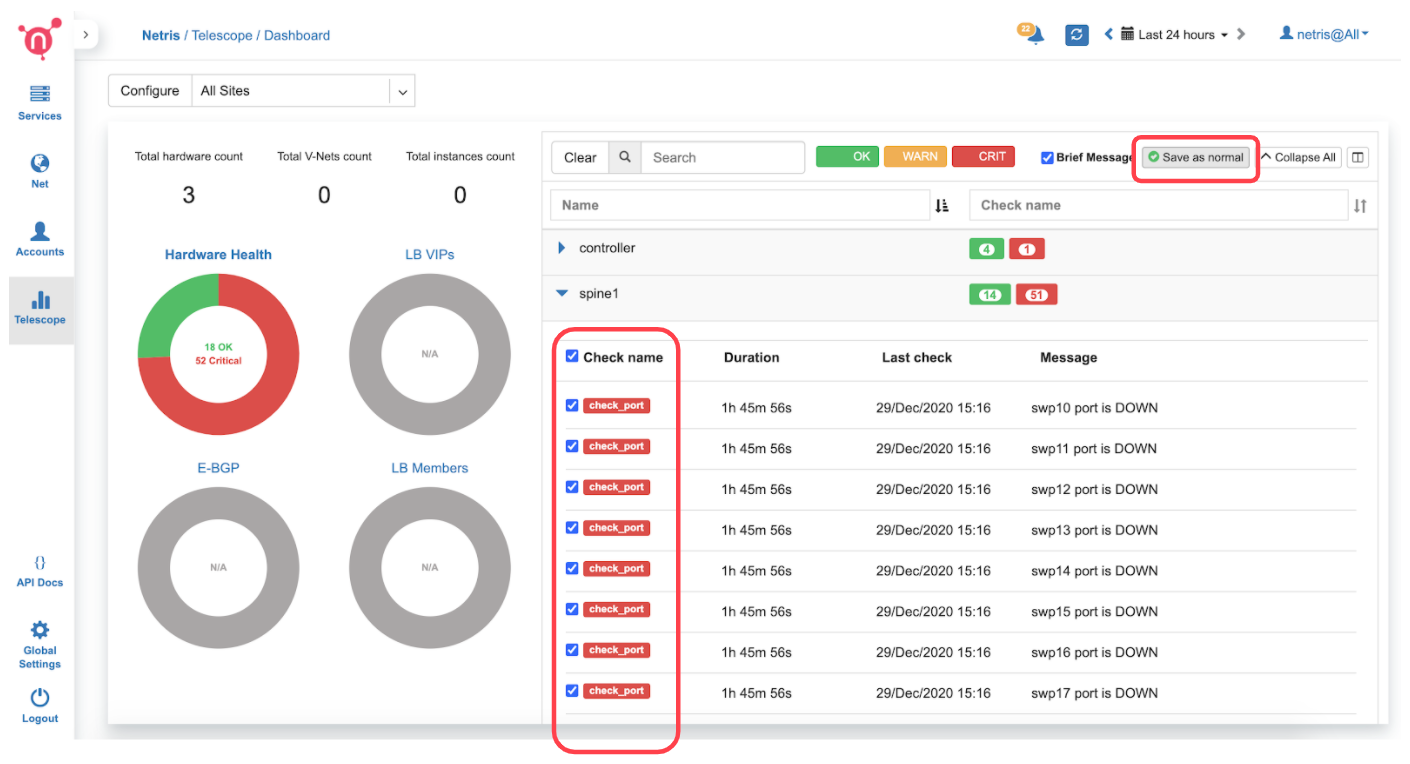 Netris / Telescope / Dashboard
22
Last 24 hours
netris@All
Services
Net
Accounts
Telescope
API Docs
Global
Settings
Logout
Configure
All Sites
Total hardware count
Total V-Nets count
Total instances count
3
0
0
Hardware Health
18 OK
52 Critical
LB VIPs
N/A
E-BGP
N/A
LB Members
N/A
Clear
Search
OK
WARN
CRIT
Brief Message
Save as normal
Collapse All
Name
Check name
controller
4
1
spine1
14
51
Check name Duration Last check Message
check_port 1h 45m 56s 29/Dec/2020 15:16 swp10 port is DOWN
check_port 1h 45m 56s 29/Dec/2020 15:16 swp11 port is DOWN
check_port 1h 45m 56s 29/Dec/2020 15:16 swp12 port is DOWN
check_port 1h 45m 56s 29/Dec/2020 15:16 swp13 port is DOWN
check_port 1h 45m 56s 29/Dec/2020 15:16 swp14 port is DOWN
check_port 1h 45m 56s 29/Dec/2020 15:16 swp15 port is DOWN
check_port 1h 45m 56s 29/Dec/2020 15:16 swp16 port is DOWN
check_port 1h 45m 56s 29/Dec/2020 15:16 swp17 port is DOWN